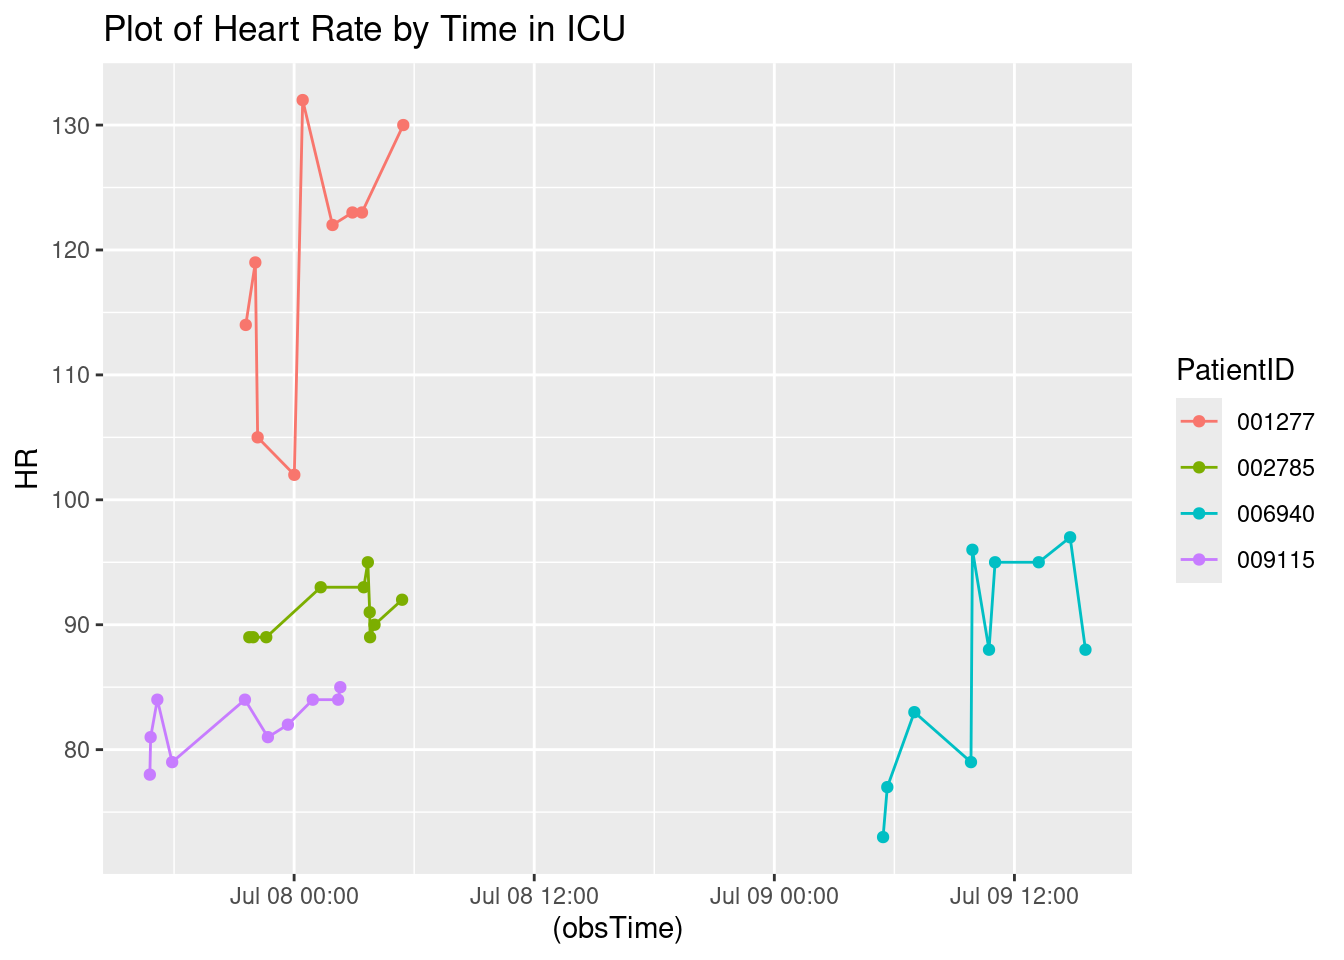 Plot of Heart Rate by Time in ICU
130
120
110
100
90
80
HR
Jul 08 00:00
Jul 08 12:00
Jul 09 00:00
Jul 09 12:00
(obsTime)
PatientID
001277
002785
006940
009115